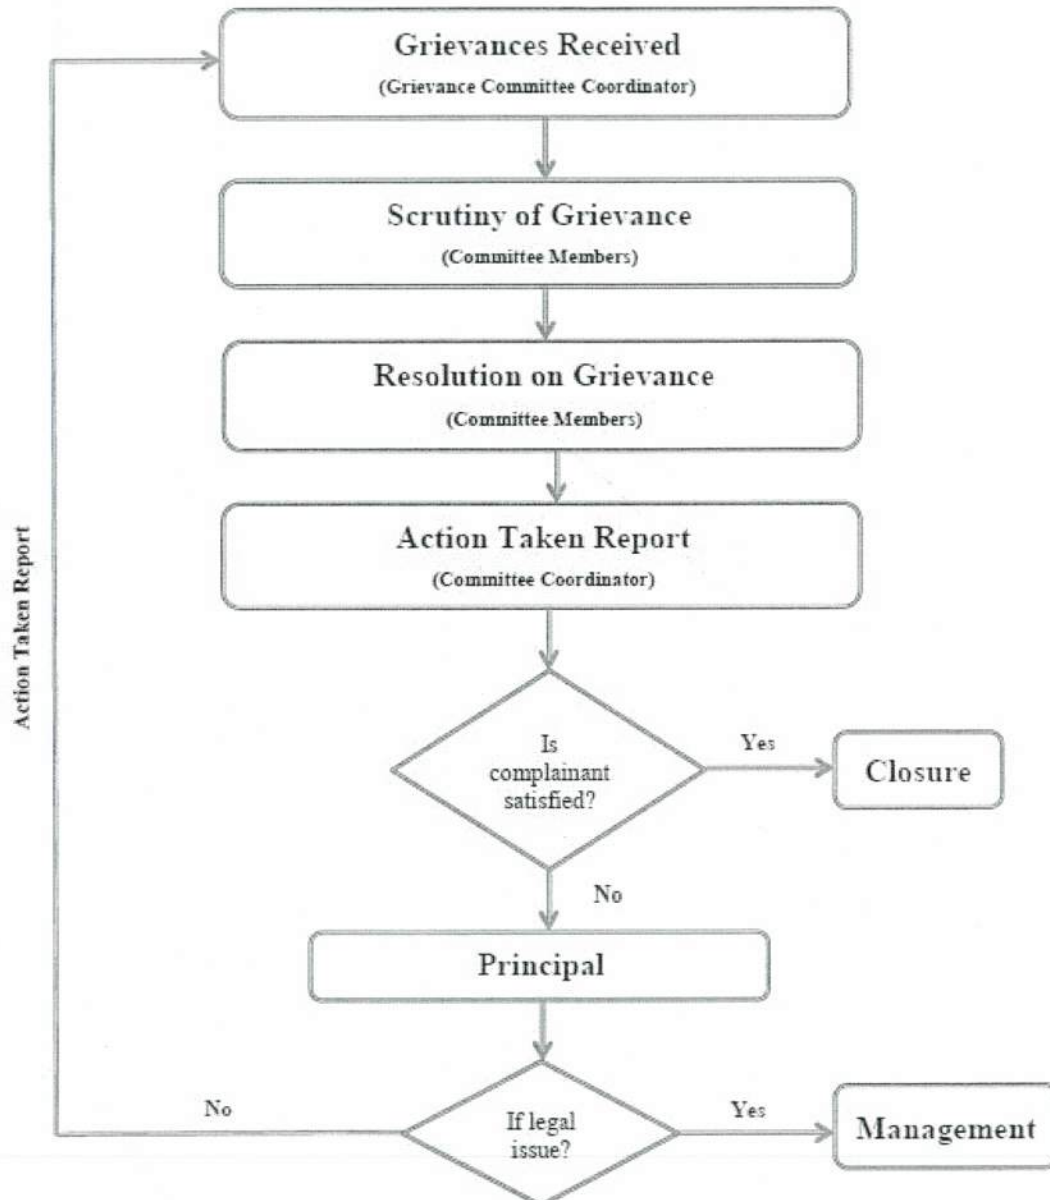 Grievances Received
(Grievance Committee Coordinator)
Scrutiny of Grievance
(Committee Members)
Resolution on Grievance
(Committee Members)
Action Taken Report
(Committee Coordinator)
Action Taken Report
Is
complainant
satisfied?
Yes
Closure
No
Principal
No
If legal
issue?
Yes
Management